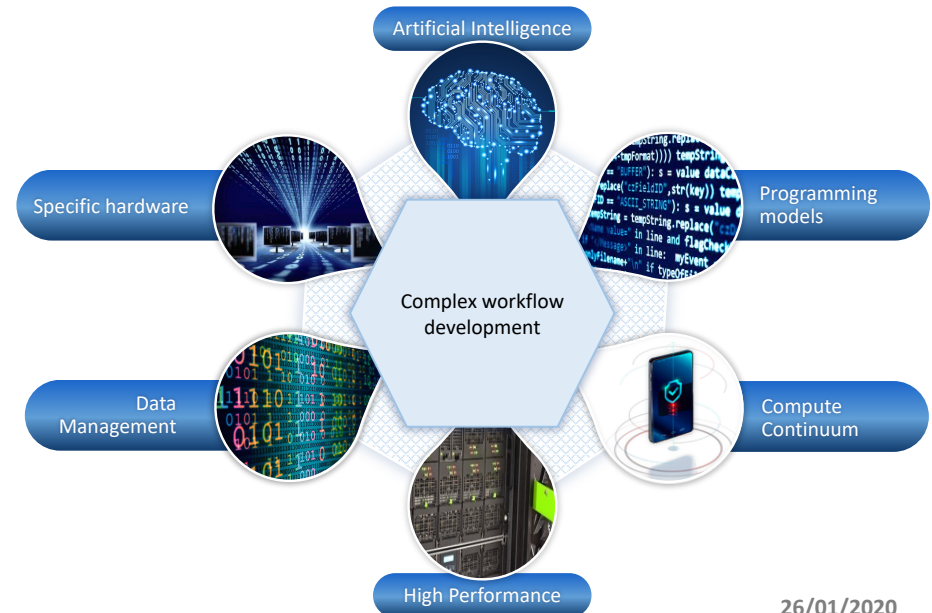 Artificial Intelligence
Specific hardware
Programming
models
Complex workflow
development
Data
Management
Compute
Continuum
High Performance
26/01/2020